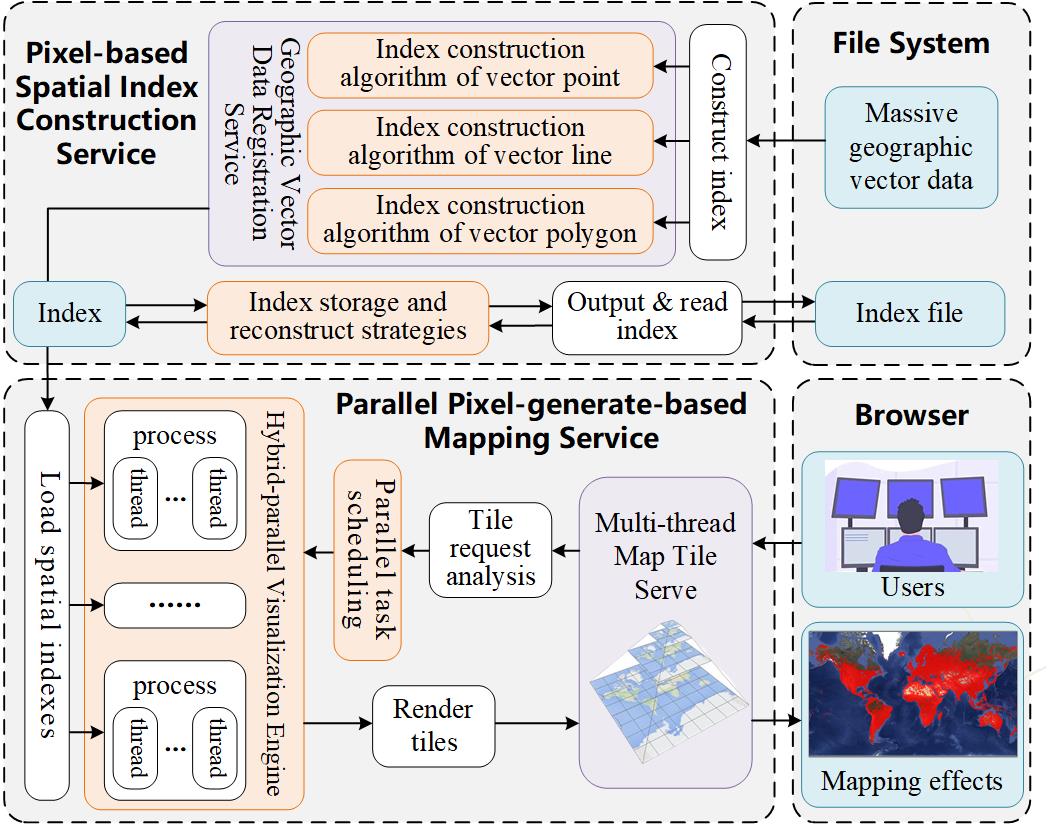 Pixel-based
Spatial Index
Construction
Service
Geographic Vector
Data Registration
Service
Index construction
algorithm of vector point
Index construction
algorithm of vector line
Index construction
algorithm of vector polygon
Construct index
File System
Massive
geographic
vector data
Index
Index storage and
reconstruct strategies
Output & read
index
Index file
Parallel Pixel-generate-based
Mapping Service
Load spatial indexes
process
thread
...
thread
......
process
thread
...
thread
Hybrid-parallel Visualization Engine
Parallel task
scheduling
Tile
request
analysis
Render
tiles
Multi-thread
Map Tile
Serve
Browser
Users
Mapping effects